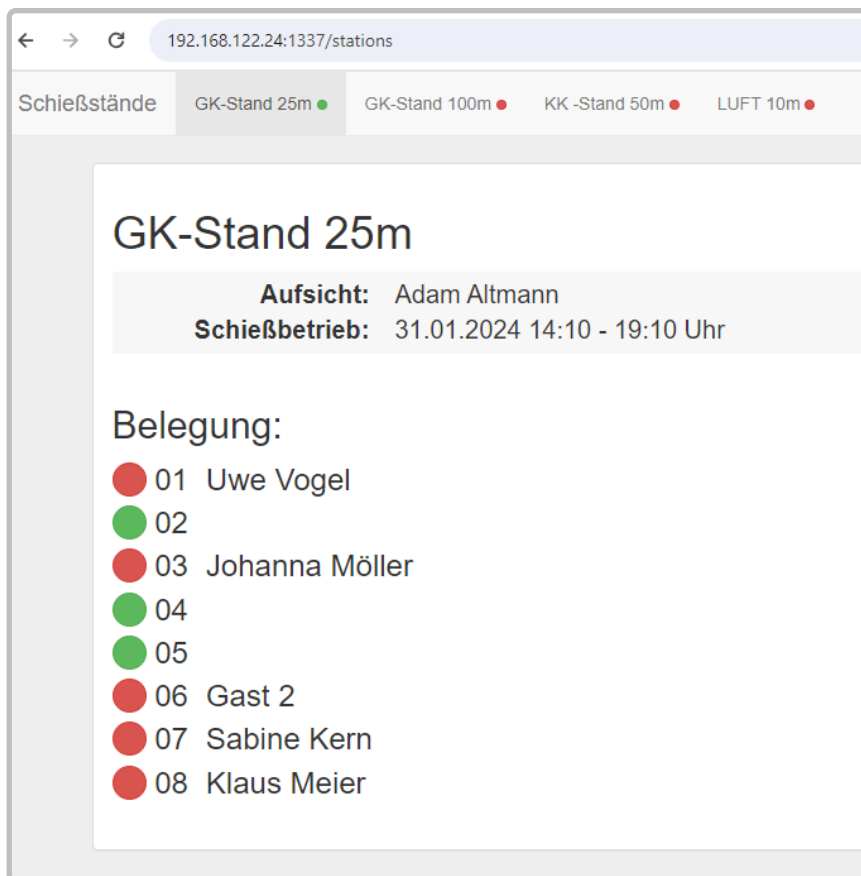 192.168.122.24:1337/stations
Schießstände GK-Stand 25m GK-Stand 100m KK -Stand 50m LUFT 10m
GK-Stand 25m
Aufsicht: Adam Altmann
Schießbetrieb: 31.01.2024 14:10 - 19:10 Uhr
Belegung:
01 Uwe Vogel
02
03 Johanna Möller
04
05
06 Gast 2
07 Sabine Kern
08 Klaus Meier